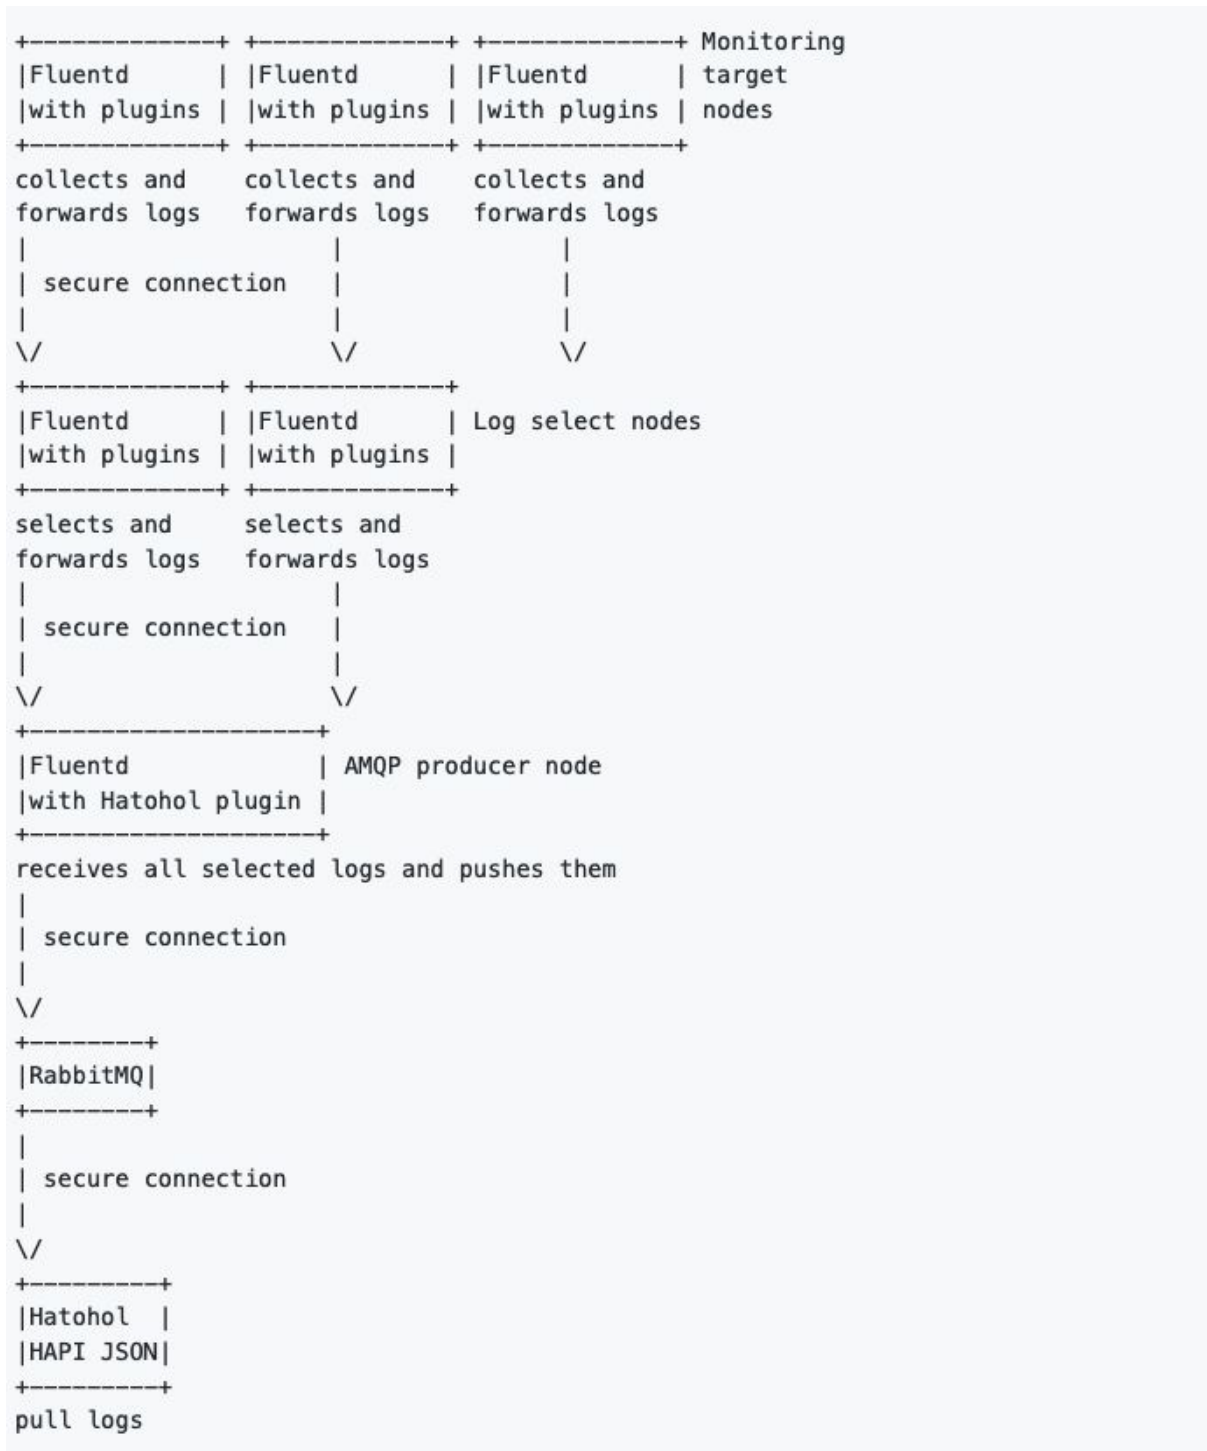 +-------------+ +-------------+ +-------------+ Monitoring
|Fluentd      | |Fluentd      | |Fluentd      | target
|with plugins | |with plugins | |with plugins | nodes
+-------------+ +-------------+ +-------------+
collects and    collects and    collects and
forwards logs   forwards logs   forwards logs
|                     |               |
| secure connection   |               |
|                     |               |
\/                    \/              \/
+-------------+ +-------------+
|Fluentd      | |Fluentd      | Log select nodes
|with plugins | |with plugins |
+-------------+ +-------------+
selects and     selects and
forwards logs   forwards logs
|                     |
| secure connection   |
|                     |
\/                    \/
+--------------------+
|Fluentd             | AMQP producer node
|with Hatohol plugin |
+--------------------+
receives all selected logs and pushes them
|
| secure connection
|
\/
+--------+
|RabbitMQ|
+--------+
|
| secure connection
|
\/
+---------+
|Hatohol  |
|HAPI JSON|
+---------+
pull logs